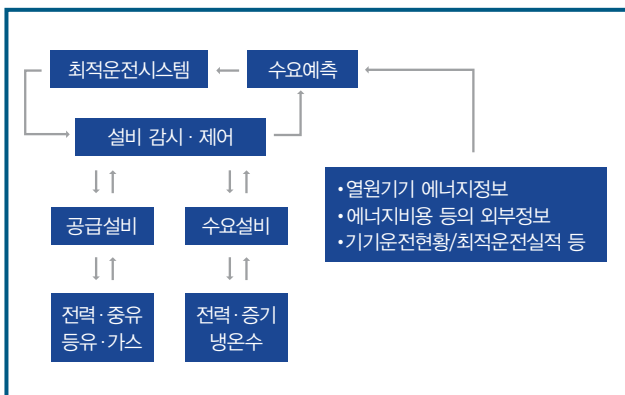 최적운전시스템
수요예측
설비 감시·제어
•열원기기 에너지정보
•에너지비용 등의 외부정보
•기기운전현황/최적운전실적 등
공급설비
수요설비
전력·중유
등유·가스
전력·증기
냉온수